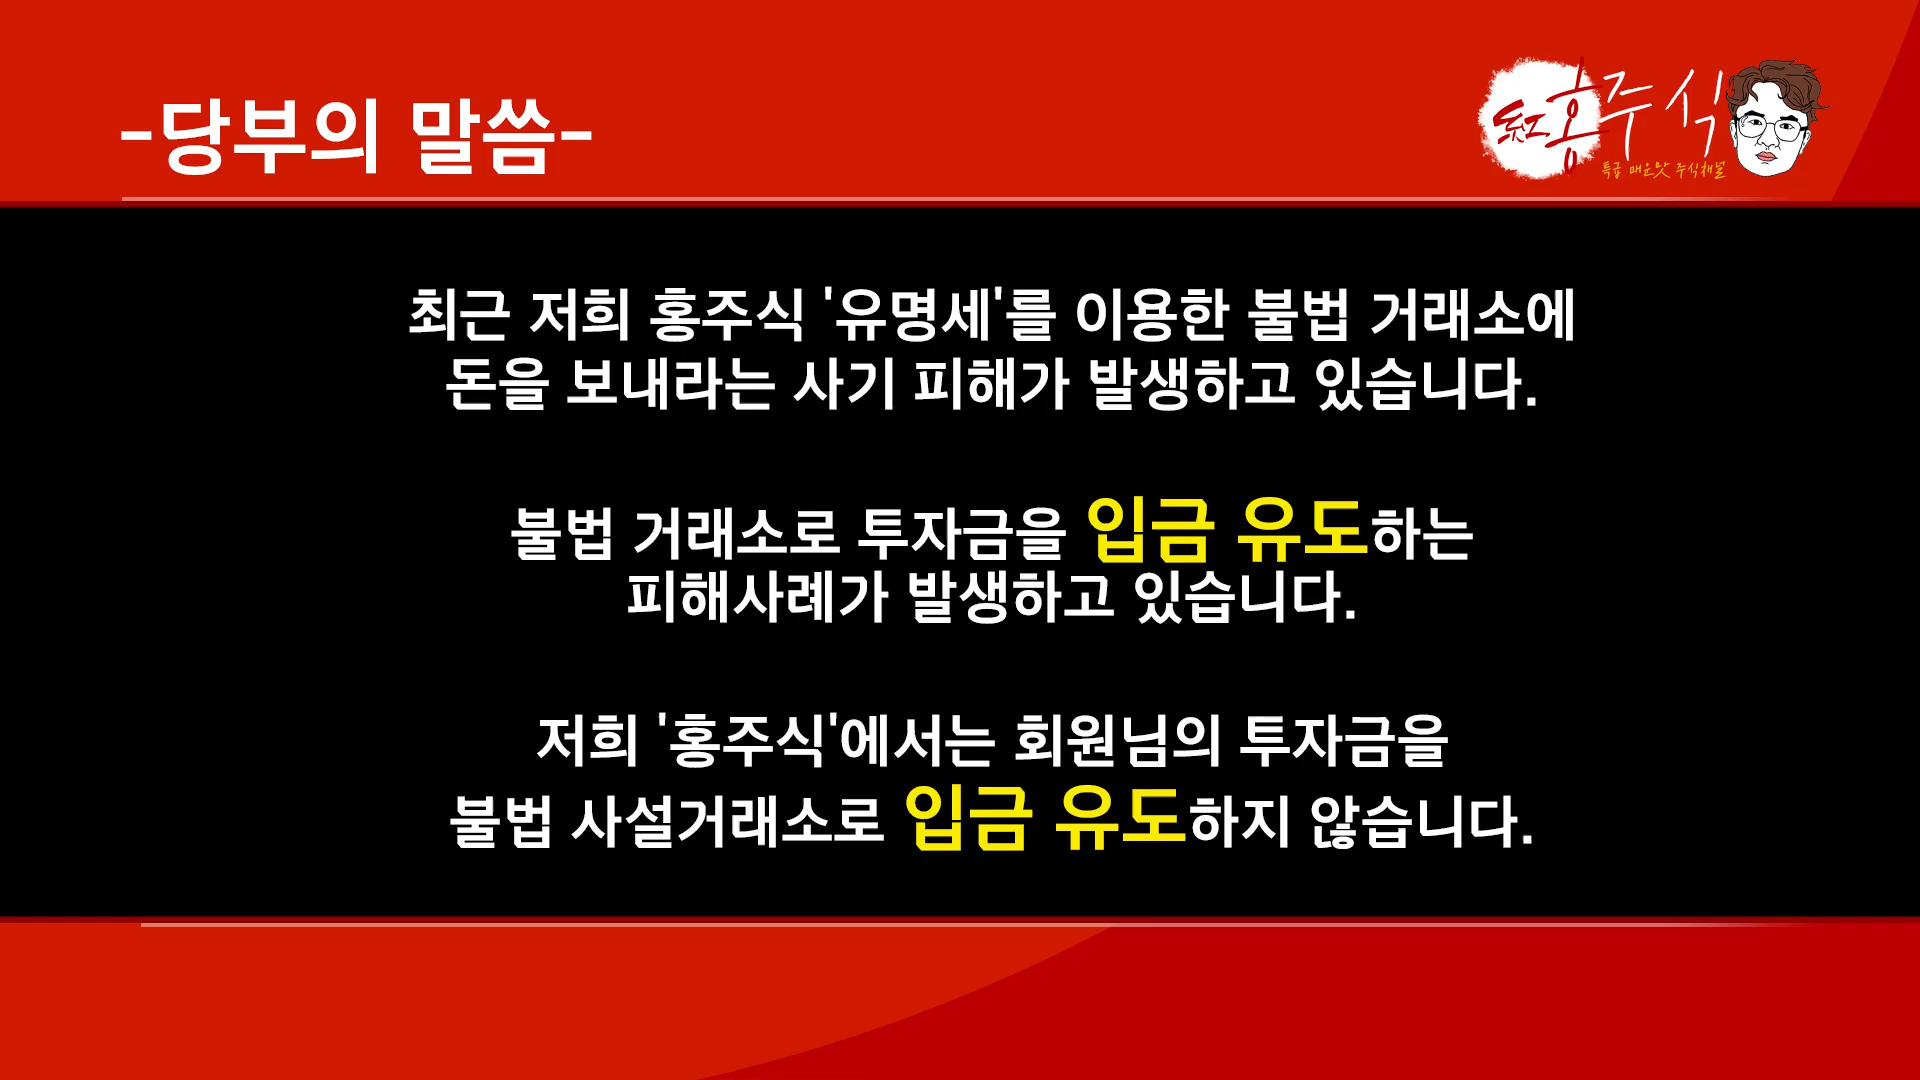 -당부의 말씀-
紅홍주식
특급 매운맛 주식채널
최근 저희 홍주식 '유명세'를 이용한 불법 거래소에
돈을 보내라는 사기 피해가 발생하고 있습니다.
불법 거래소로 투자금을 입금 유도하는
피해사례가 발생하고 있습니다.
저희 '홍주식'에서는 회원님의 투자금을
불법 사설거래소로 입금 유도하지 않습니다.